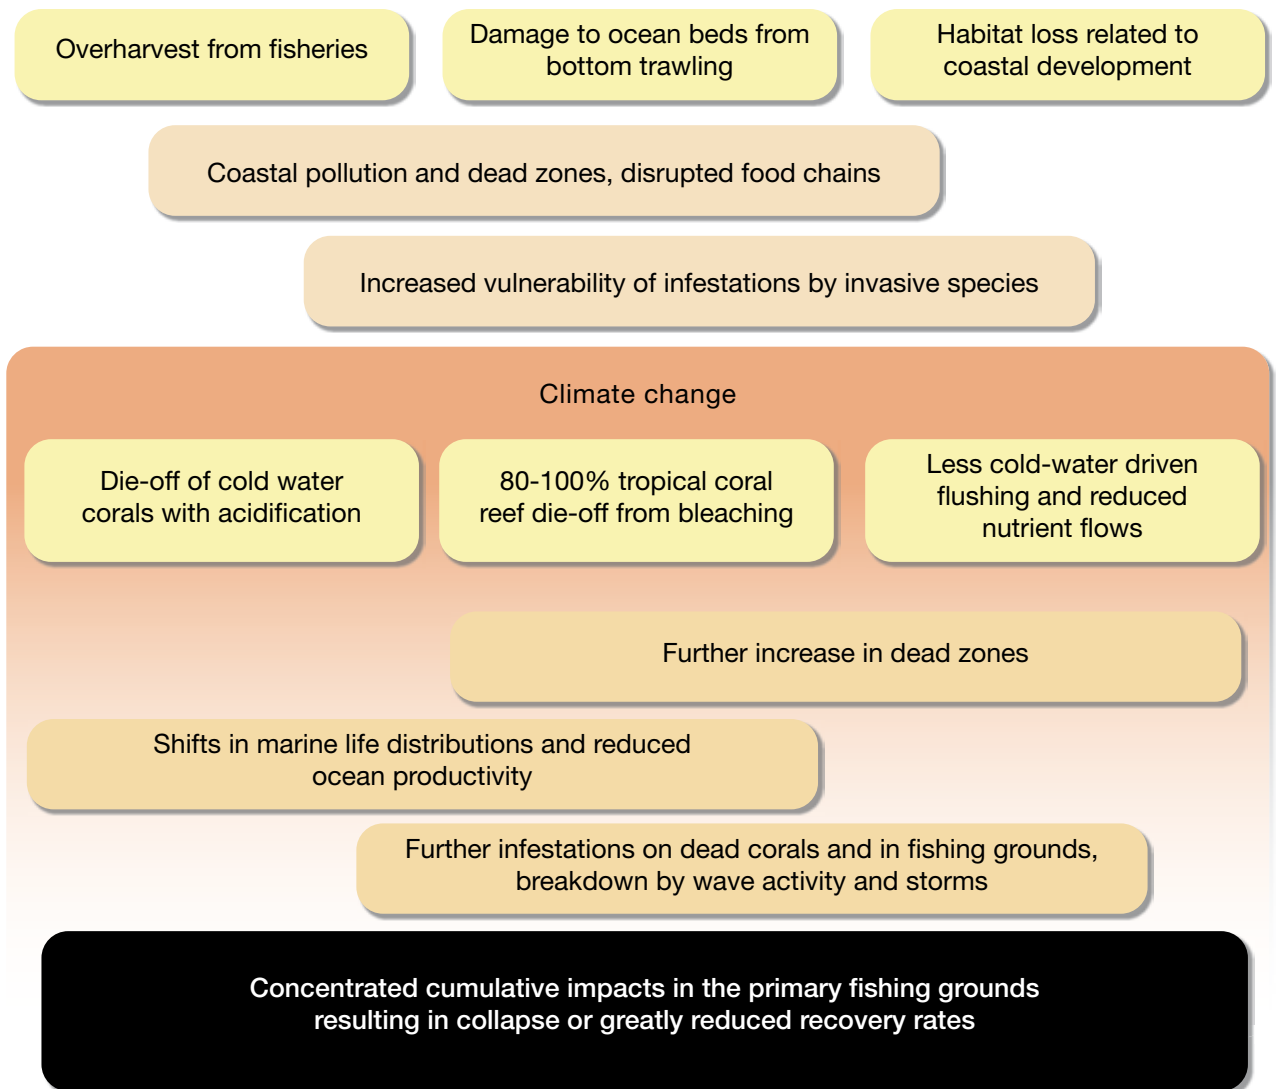 Overharvest from fisheries
Damage to ocean beds from
bottom trawling
Habitat loss related to
coastal development
Coastal pollution and dead zones, disrupted food chains
Increased vulnerability of infestations by invasive species
Climate change
Die-off of cold water
corals with acidification
80-100% tropical coral
reef die-off from bleaching
Less cold-water driven
flushing and reduced
nutrient flows
Further increase in dead zones
Shifts in marine life distributions and reduced
ocean productivity
Further infestations on dead corals and in fishing grounds,
breakdown by wave activity and storms
Concentrated cumulative impacts in the primary fishing grounds
resulting in collapse or greatly reduced recovery rates